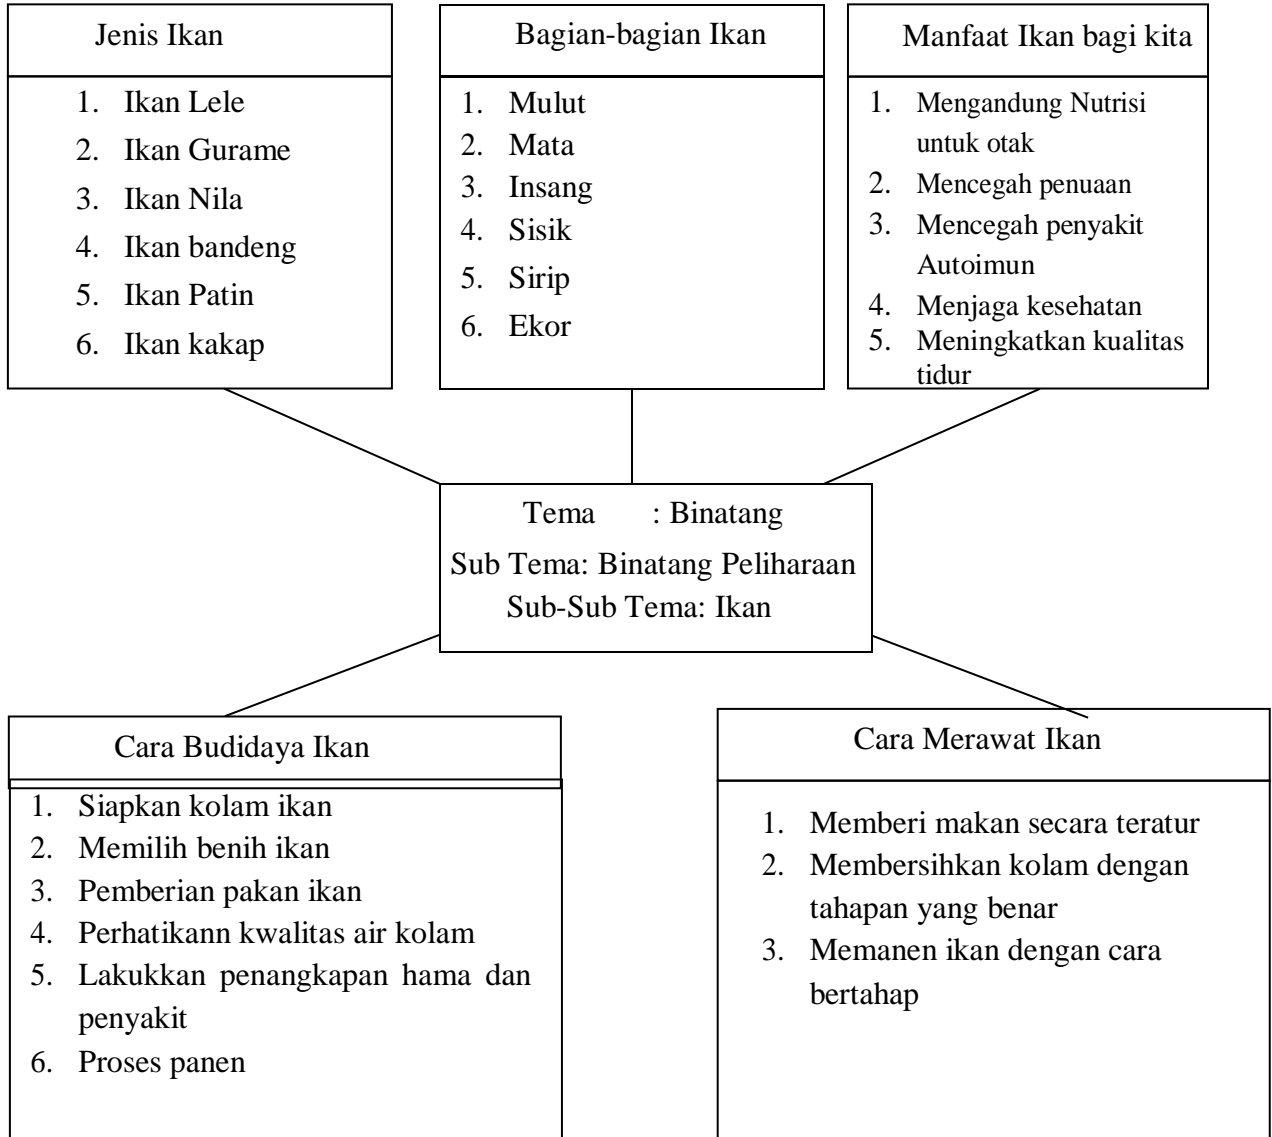 Jenis Ikan
1. Ikan Lele
2. Ikan Gurame
3. Ikan Nila
4. Ikan bandeng
5. Ikan Patin
6. Ikan kakap
Bagian-bagian Ikan
1. Mulut
2. Mata
3. Insang
4. Sisik
5. Sirip
6. Ekor
Manfaat Ikan bagi kita
1. Mengandung Nutrisi
untuk otak
2. Mencegah penuaan
3. Mencegah penyakit
Autoimun
4. Menjaga kesehatan
5. Meningkatkan kualitas
tidur
Tema : Binatang
Sub Tema: Binatang Peliharaan
Sub-Sub Tema: Ikan
Cara Budidaya Ikan
1. Siapkan kolam ikan
2. Memilih benih ikan
3. Pemberian pakan ikan
4. Perhatikann kwalitas air kolam
5. Lakukkan penangkapan hama dan
penyakit
6. Proses panen
Cara Merawat Ikan
1. Memberi makan secara teratur
2. Membersihkan kolam dengan
tahapan yang benar
3. Memanen ikan dengan cara
bertahap